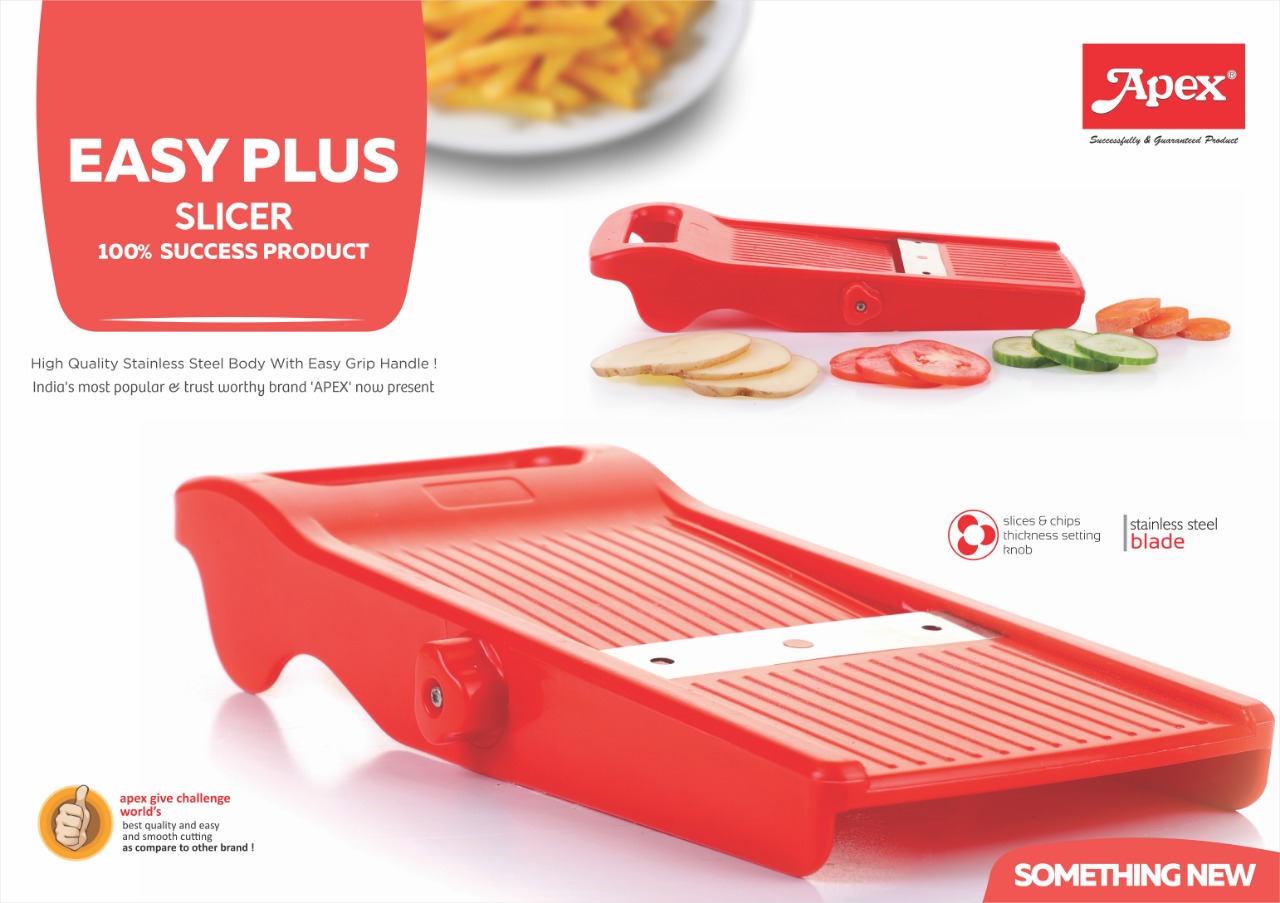 EASY PLUS
SLICER
100% SUCCESS PRODUCT
High Quality Stainless Steel Body With Easy Grip Handle !
India's most popular & trust worthy brand 'APEX' now present
Apex®
Successfully & Guaranteed Product
slices & chips
thickness setting
knob
stainless steel
blade
apex give challenge
world's
best quality and easy
and smooth cutting
as compare to other brand !
SOMETHING NEW